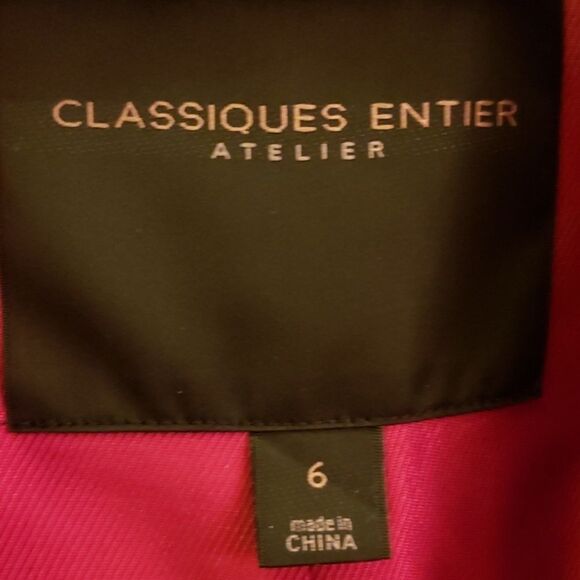 CLASSIQUES ENTIER
ATELIER
6
made in
CHINA